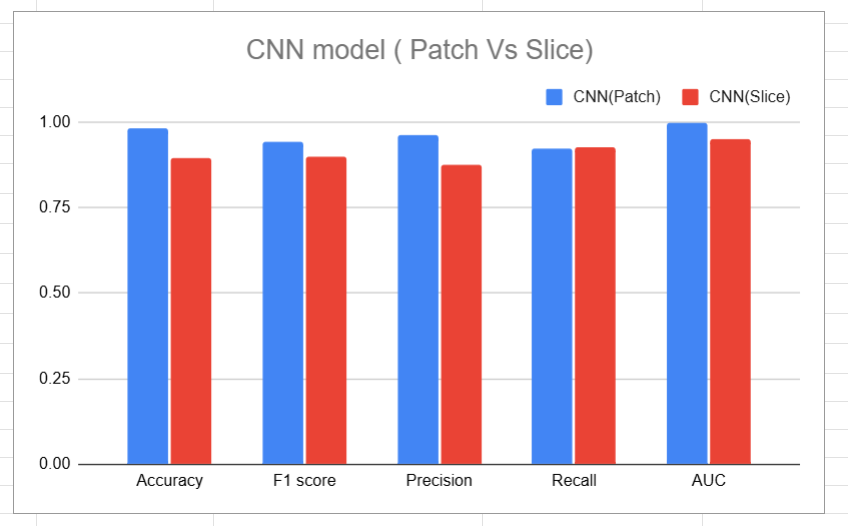 CNN model ( Patch Vs Slice)
CNN(Patch) CNN(Slice)
1.00
0.75
0.50
0.25
0.00
Accuracy F1 score Precision Recall AUC